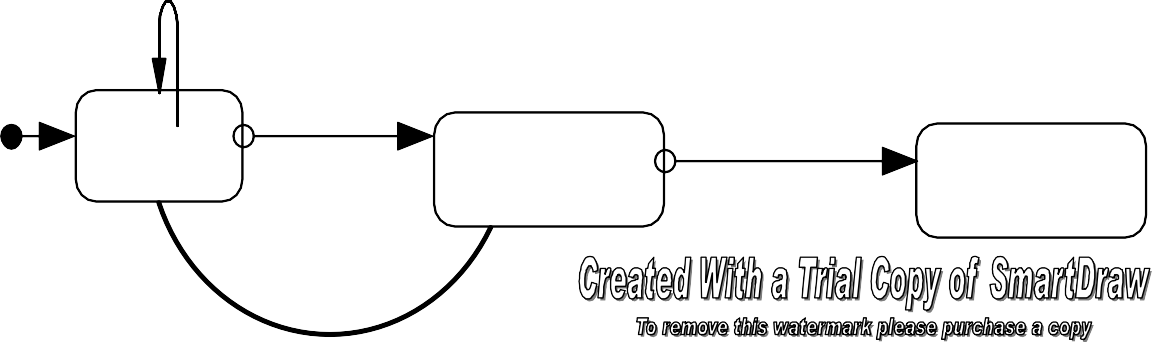 Created With a Trial Copy of SmartDraw
To remove this watermark please purchase a copy